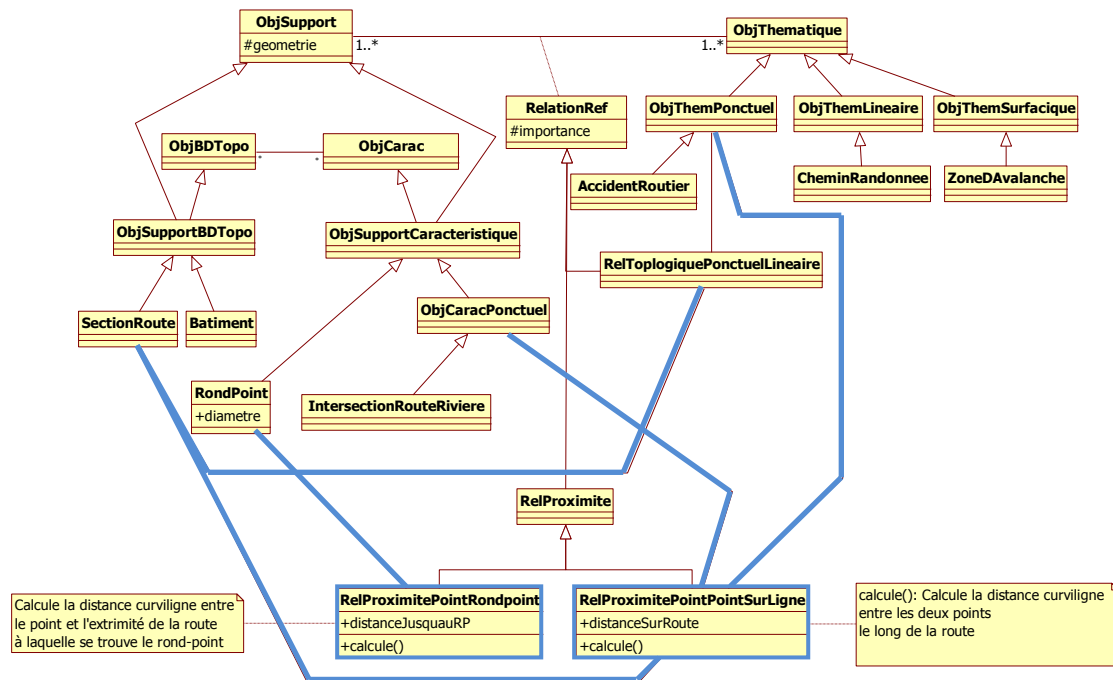 ObjSupport
#geometrie
1..*
1..*
ObjThematique
RelationRef
#importance
ObjThemPonctuel
ObjThemLineaire
ObjThemSurfacique
ObjBDTopo
*
*
ObjCarac
AccidentRoutier
CheminRandonnee
ZoneDAvalanche
ObjSupportBDTopo
ObjSupportCaracteristique
RelToplogiquePonctuelLineaire
SectionRoute
Batiment
ObjCaracPonctuel
RondPoint
+diametre
IntersectionRouteRiviere
RelProximite
Calcule la distance curviligne entre
le point et l'extrimité de la route
à laquelle se trouve le rond-point
RelProximitePointRondpoint
+distanceJusquauRP
+calcule()
RelProximitePointPointSurLigne
+distanceSurRoute
+calcule()
calcule(): Calcule la distance curviligne
entre les deux points
le long de la route